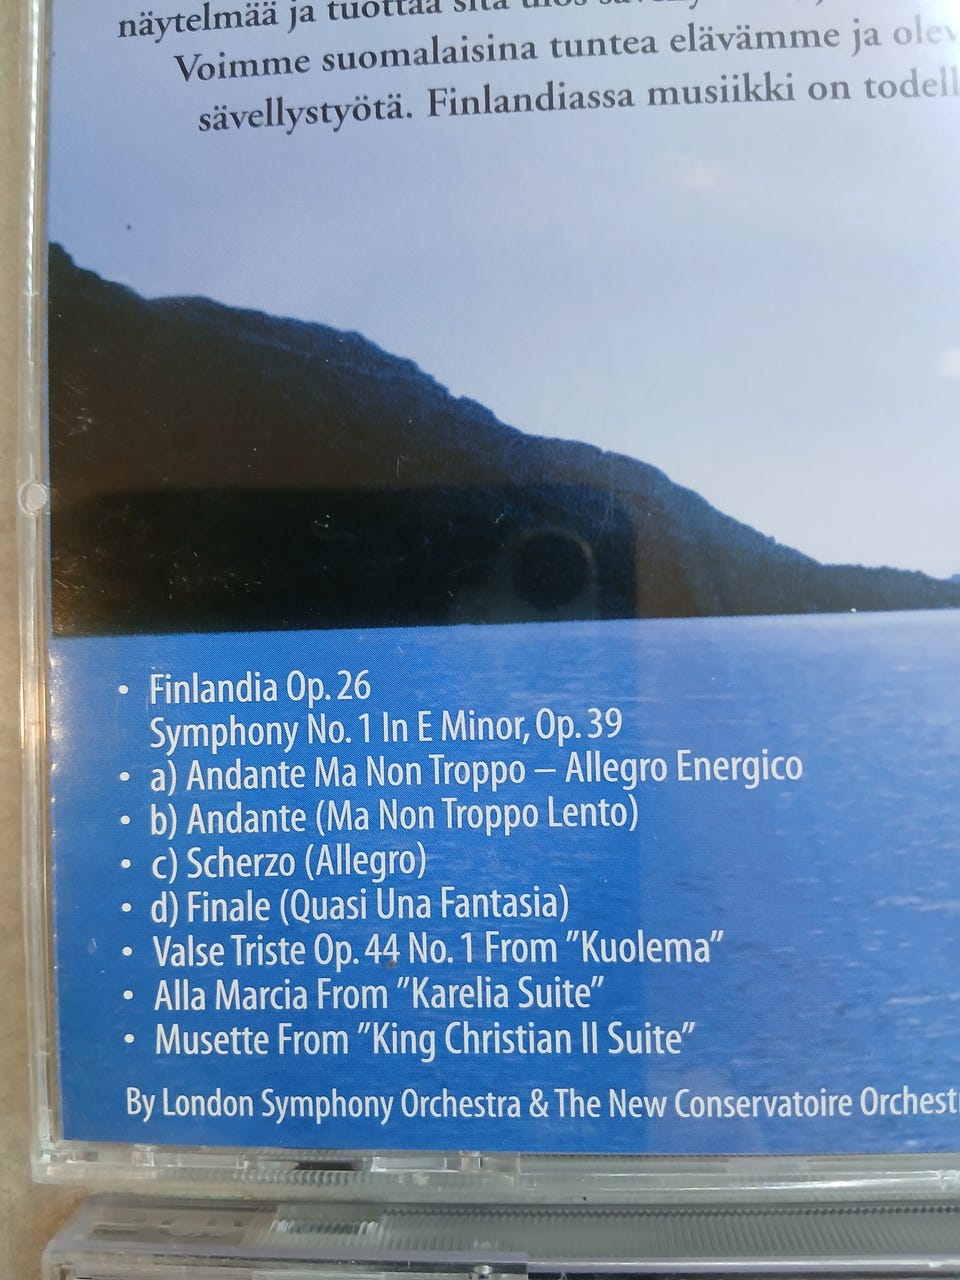 näytelmää ja tuottaa sitä ulos
Voimme suomalaisina tuntea elävämme ja
sävellystyötä. Finlandiassa musiikki on
• Finlandia Op. 26
Symphony No. 1 In E Minor, Op. 39
• a) Andante Ma Non Troppo – Allegro Energico
• b) Andante (Ma Non Troppo Lento)
• c) Scherzo (Allegro)
• d) Finale (Quasi Una Fantasia)
• Valse Triste Op. 44 No. 1 From ”Kuolema”
• Alla Marcia From ”Karelia Suite”
• Musette From ”King Christian II Suite”
By London Symphony Orchestra & The New Conservatoire